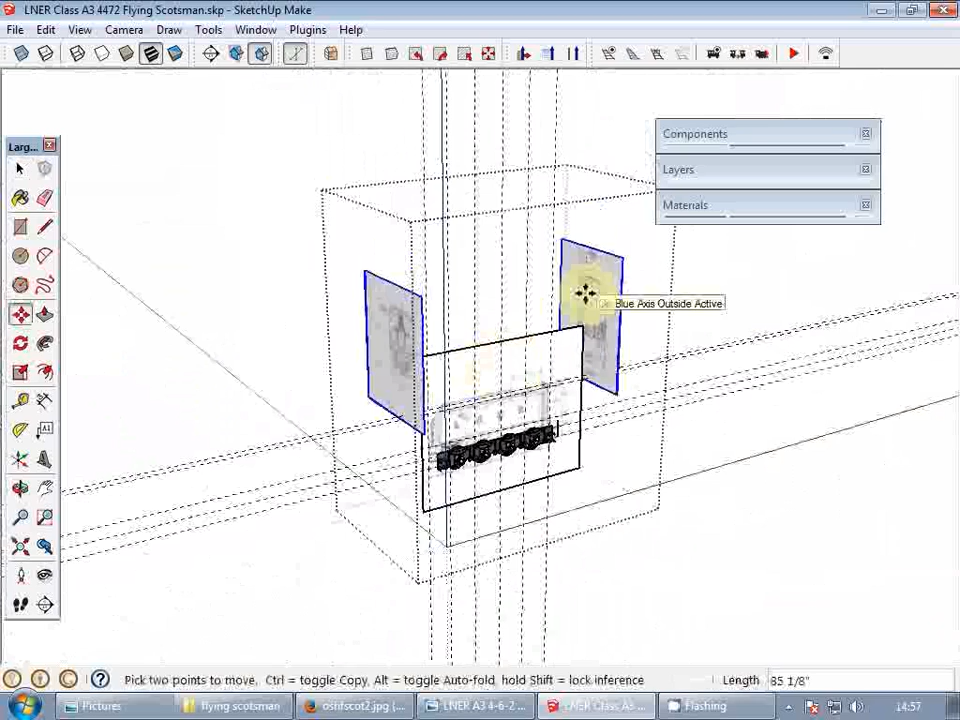 LNER Class A3 4472 Flying Scotsman.skp - SketchUp Make
File Edit View Camera Draw Tools Window Plugins Help
Larg...
Components
Layers
Materials
Blue Axis Outside Active
Pick two points to move, Ctrl = toggle Copy, Alt = toggle Auto-fold, hold Shift = lock inference
Length
Pictures
flying scotsman
oshfscot2.jpg (...
LNER A3 4-6-2 ...
LNER Class A3 ...
Flashing
14:57